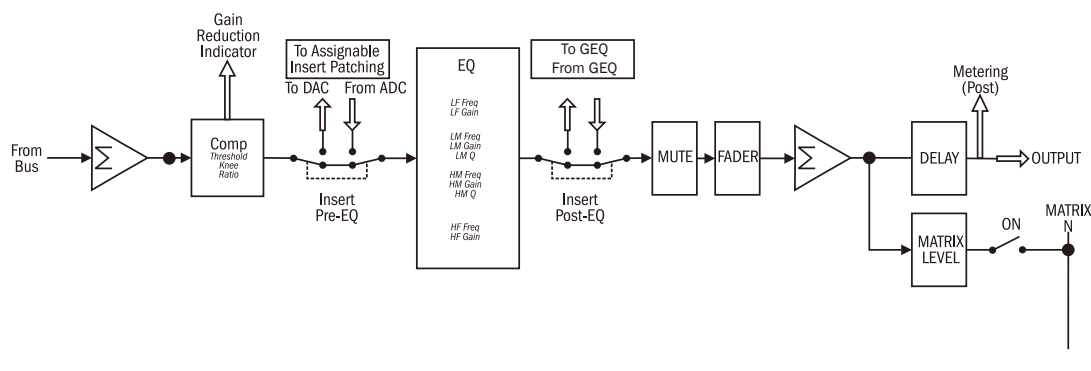 Gain
Reduction
Indicator
To Assignable
Insert Patching
To DAC
From ADC
To GEQ
From GEQ
Metering
(Post)
From
Bus
Σ
Comp
Threshold
Knee
Ratio
Insert
Pre-EQ
EQ
LF Freq
LF Gain
LM Freq
LM Gain
LM Q
HM Freq
HM Gain
HM Q
HF Freq
HF Gain
Insert
Post-EQ
MUTE
FADER
Σ
DELAY
OUTPUT
MATRIX
LEVEL
ON
MATRIX
N